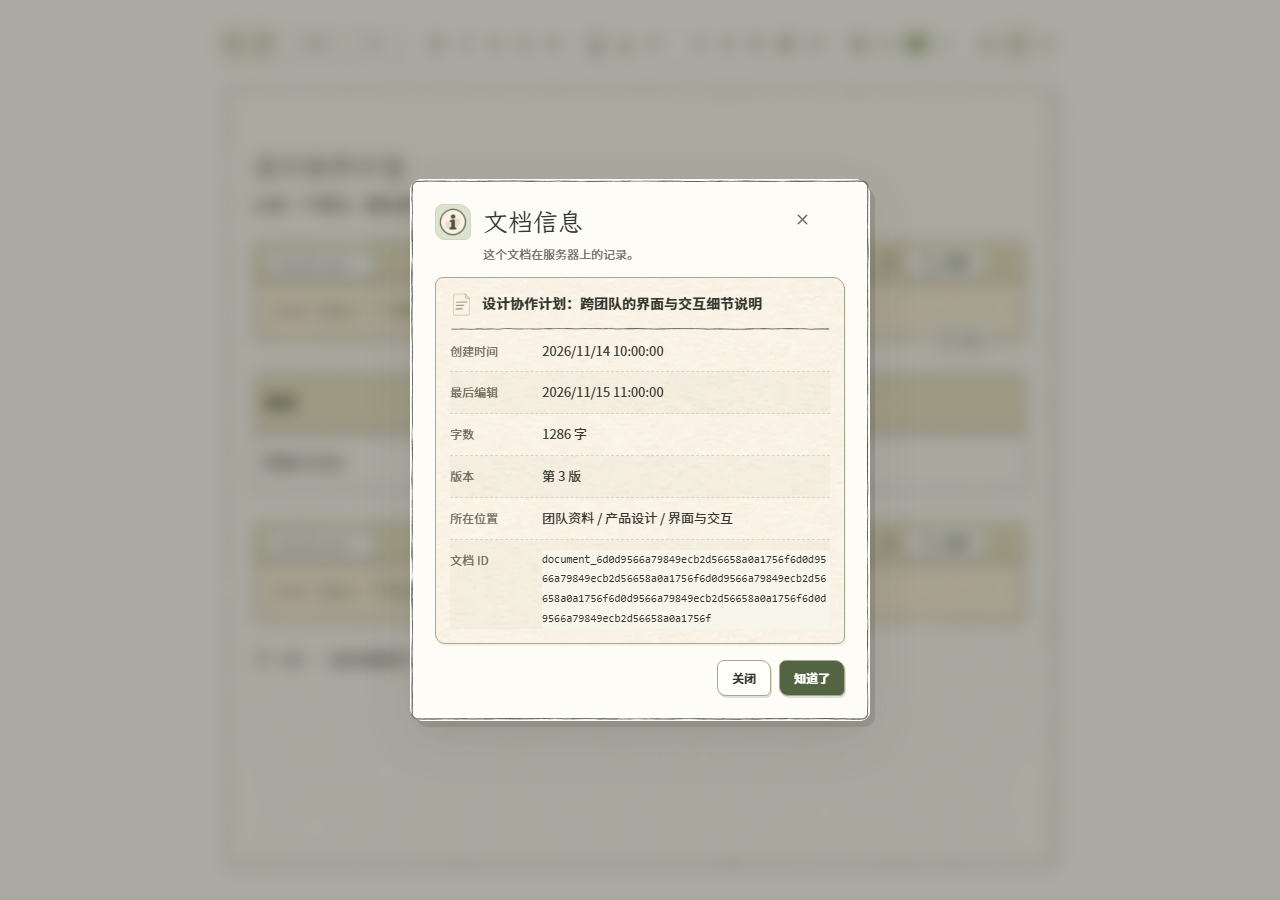 文档信息
这个文档在服务器上的记录。
设计协作计划：跨团队的界面与交互细节说明
创建时间 2026/11/14 10:00:00
最后编辑 2026/11/15 11:00:00
字数 1286 字
版本 第 3 版
所在位置 团队资料 / 产品设计 / 界面与交互
文档 ID document_6d0d9566a79849ecb2d56658a0a1756f6d0d95
66a79849ecb2d56658a0a1756f6d0d9566a79849ecb2d56
658a0a1756f6d0d9566a79849ecb2d56658a0a1756f6d0d
9566a79849ecb2d56658a0a1756f
关闭 知道了